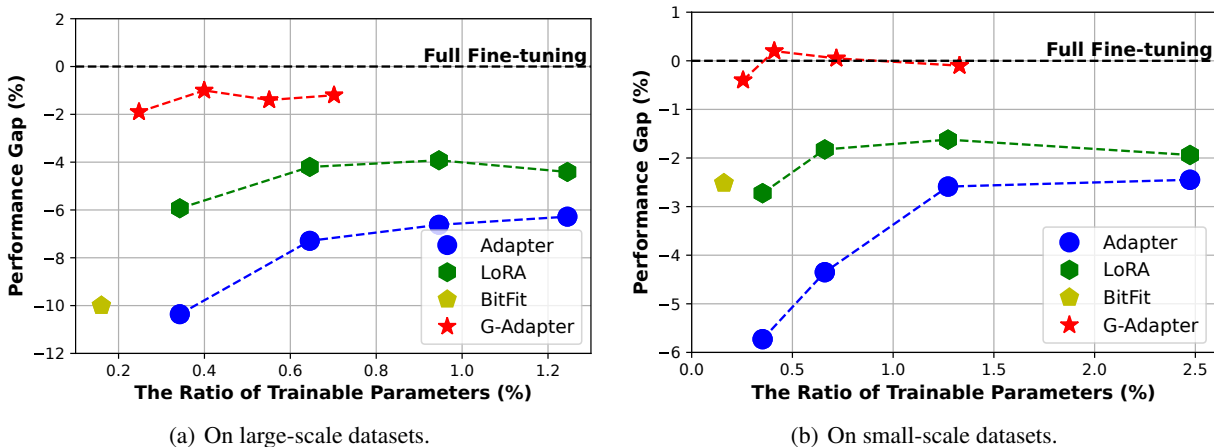 2
0
−2
−4
−6
−8
−10
−12
Performance Gap (%)
Full Fine-tuning
Adapter
LoRA
BitFit
G-Adapter
0.2
0.4
0.6
0.8
1.0
1.2
The Ratio of Trainable Parameters (%)
(a) On large-scale datasets.
1
0
−1
−2
−3
−4
−5
−6
Performance Gap (%)
Full Fine-tuning
Adapter
LoRA
BitFit
G-Adapter
0.0
0.5
1.0
1.5
2.0
2.5
The Ratio of Trainable Parameters (%)
(b) On small-scale datasets.